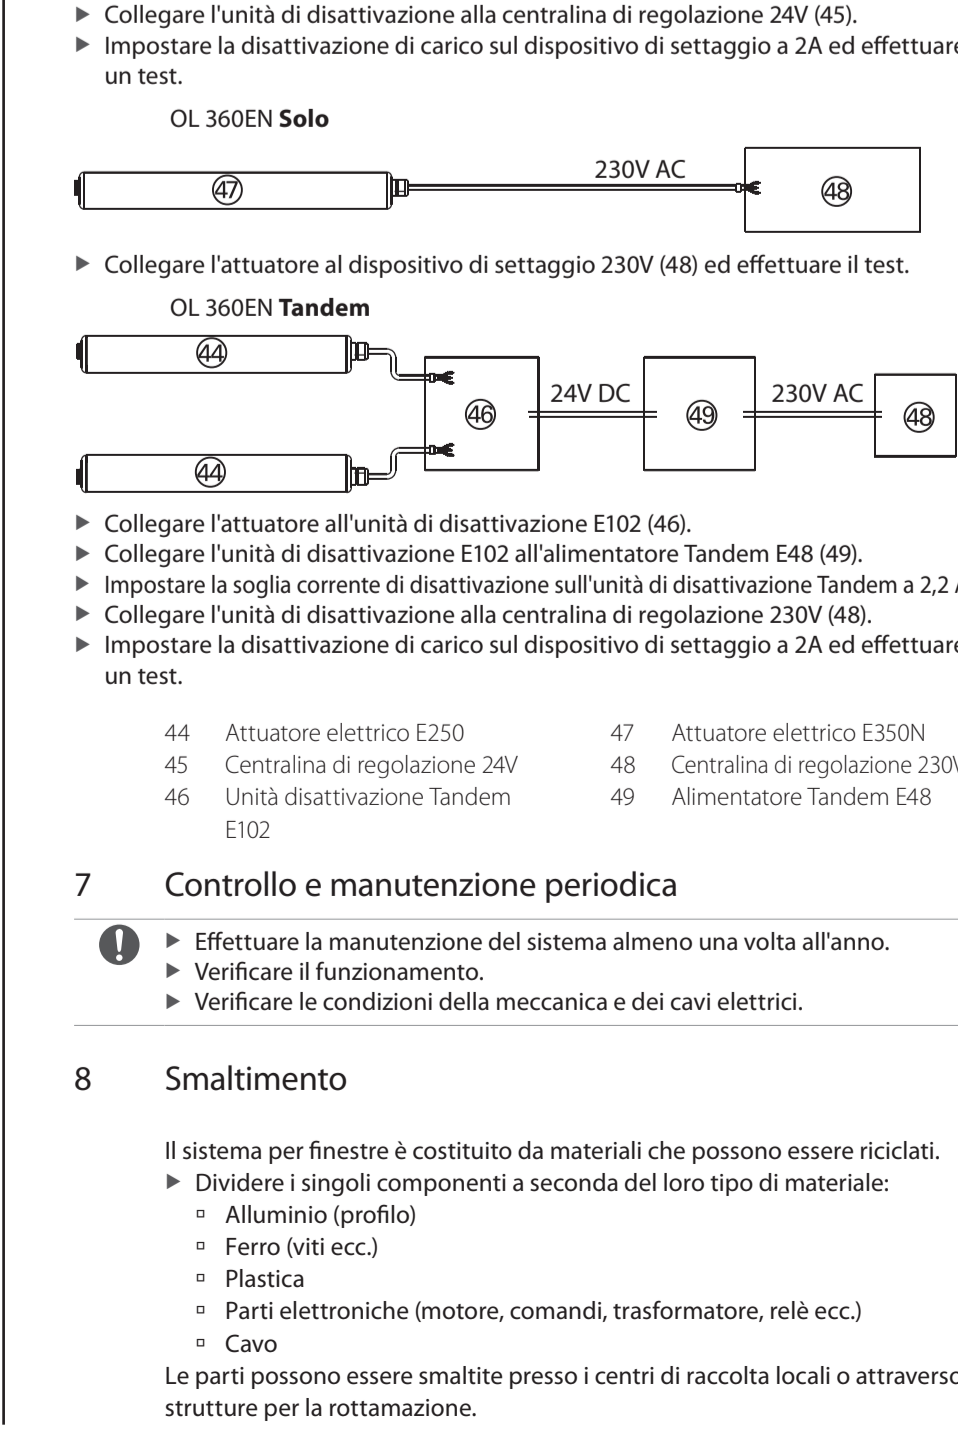 ▶ Collegare l'unità di disattivazione alla centralina di regolazione 24V (45).
▶ Impostare la disattivazione di carico sul dispositivo di settaggio a 2A ed effettuare
un test.
OL 360EN Solo
47 230V AC 48
▶ Collegare l'attuatore al dispositivo di settaggio 230V (48) ed effettuare il test.
OL 360EN Tandem
44
46 24V DC 49 230V AC 48
44
▶ Collegare l'attuatore all'unità di disattivazione E102 (46).
▶ Collegare l'unità di disattivazione E102 all'alimentatore Tandem E48 (49).
▶ Impostare la soglia corrente di disattivazione sull'unità di disattivazione Tandem a 2,2 A
▶ Collegare l'unità di disattivazione alla centralina di regolazione 230V (48).
▶ Impostare la disattivazione di carico sul dispositivo di settaggio a 2A ed effettuare
un test.
44 Attuatore elettrico E250
45 Centralina di regolazione 24V
46 Unità disattivazione Tandem
E102
47 Attuatore elettrico E350N
48 Centralina di regolazione 230V
49 Alimentatore Tandem E48
7 Controllo e manutenzione periodica
▶ Effettuare la manutenzione del sistema almeno una volta all'anno.
▶ Verificare il funzionamento.
▶ Verificare le condizioni della meccanica e dei cavi elettrici.
8 Smaltimento
Il sistema per finestre è costituito da materiali che possono essere riciclati.
▶ Dividere i singoli componenti a seconda del loro tipo di materiale:
▫ Alluminio (profilo)
▫ Ferro (viti ecc.)
▫ Plastica
▫ Parti elettroniche (motore, comandi, trasformatore, relè ecc.)
▫ Cavo
Le parti possono essere smaltite presso i centri di raccolta locali o attraverso
strutture per la rottamazione.